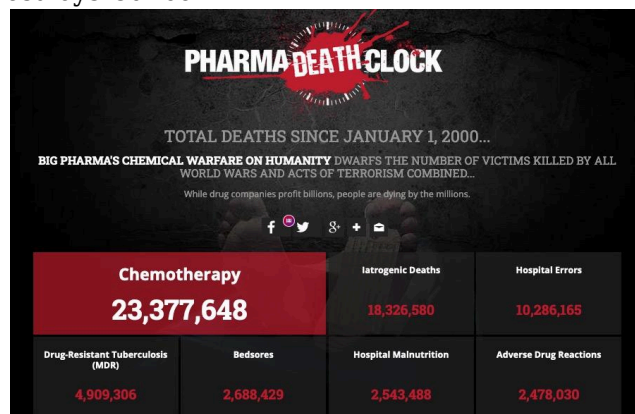 PHARMA DEATH CLOCK
TOTAL DEATHS SINCE JANUARY 1, 2000...
BIG PHARMA'S CHEMICAL WARFARE ON HUMANITY DWARFS THE NUMBER OF VICTIMS KILLED BY ALL
WORLD WARS AND ACTS OF TERRORISM COMBINED...
While drug companies profit billions, people are dying by the millions.
Chemotherapy
23,377,648
Iatrogenic Deaths
18,326,580
Hospital Errors
10,286,165
Drug-Resistant Tuberculosis
(MDR)
4,909,306
Bedsores
2,688,429
Hospital Malnutrition
2,543,488
Adverse Drug Reactions
2,478,030